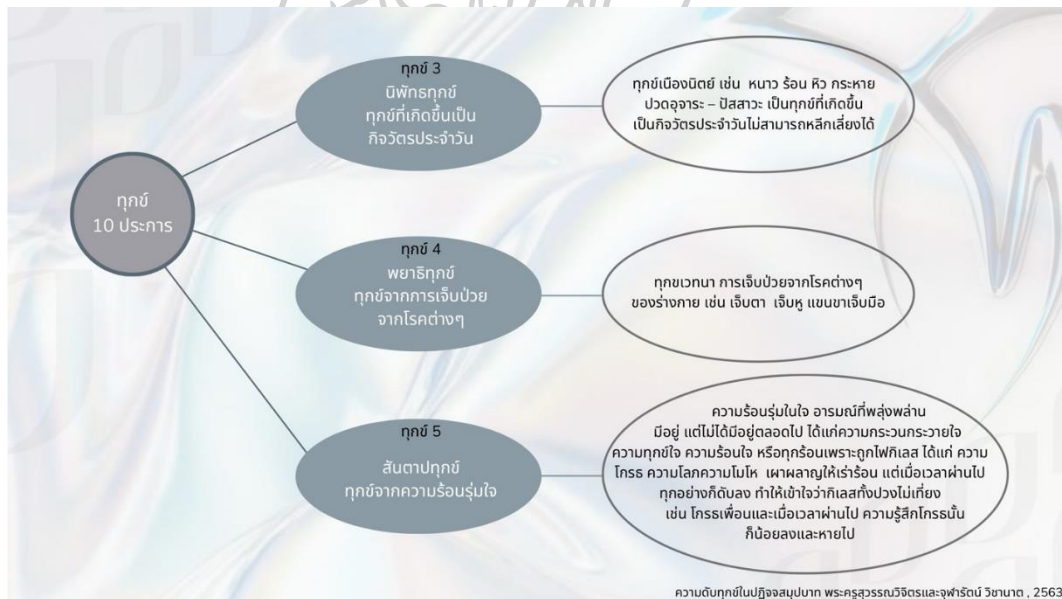 ทุกข์
10 ประการ
ทุกข์ 3
นิพัทธทุกข์
ทุกข์ที่เกิดขึ้นเป็น
กิจวัตรประจำวัน
ทุกข์เนืองนิตย์ เช่น หนาว ร้อน หิว กระหาย
ปวดอุจาระ – ปัสสาวะ เป็นทุกข์ที่เกิดขึ้น
เป็นกิจวัตรประจำวันไม่สามารถหลีกเลี่ยงได้
ทุกข์ 4
พยาธิทุกข์
ทุกข์จากการเจ็บป่วย
จากโรคต่างๆ
ทุกขเวทนา การเจ็บป่วยจากโรคต่างๆ
ของร่างกาย เช่น เจ็บตา เจ็บหู แขนขาเจ็บมือ
ทุกข์ 5
สันตาปทุกข์
ทุกข์จากความร้อนรุ่มใจ
ความร้อนรุ่มในใจ อารมณ์ที่พลุ่งพล่าน
มีอยู่ แต่ไม่ได้มีอยู่ตลอดไป ได้แก่ความกระวนกระวายใจ
ความทุกข์ใจ ความร้อนใจ หรือทุกร้อนเพราะถูกไฟกิเลส ได้แก่ ความ
โกรธ ความโลภความโมโห เผาผลาญให้เร่าร้อน แต่เมื่อเวลาผ่านไป
ทุกอย่างก็ดับลง ทำให้เข้าใจว่ากิเลสทั้งปวงไม่เที่ยง
เช่น โกรธเพื่อนและเมื่อเวลาผ่านไป ความรู้สึกโกรธนั้น
ก็น้อยลงและหายไป
ความดับทุกข์ในปฏิจจสมุปบาท พระครูสุวรรณวิจิตรและจุฬารัตน์ วิชานาต , 2563